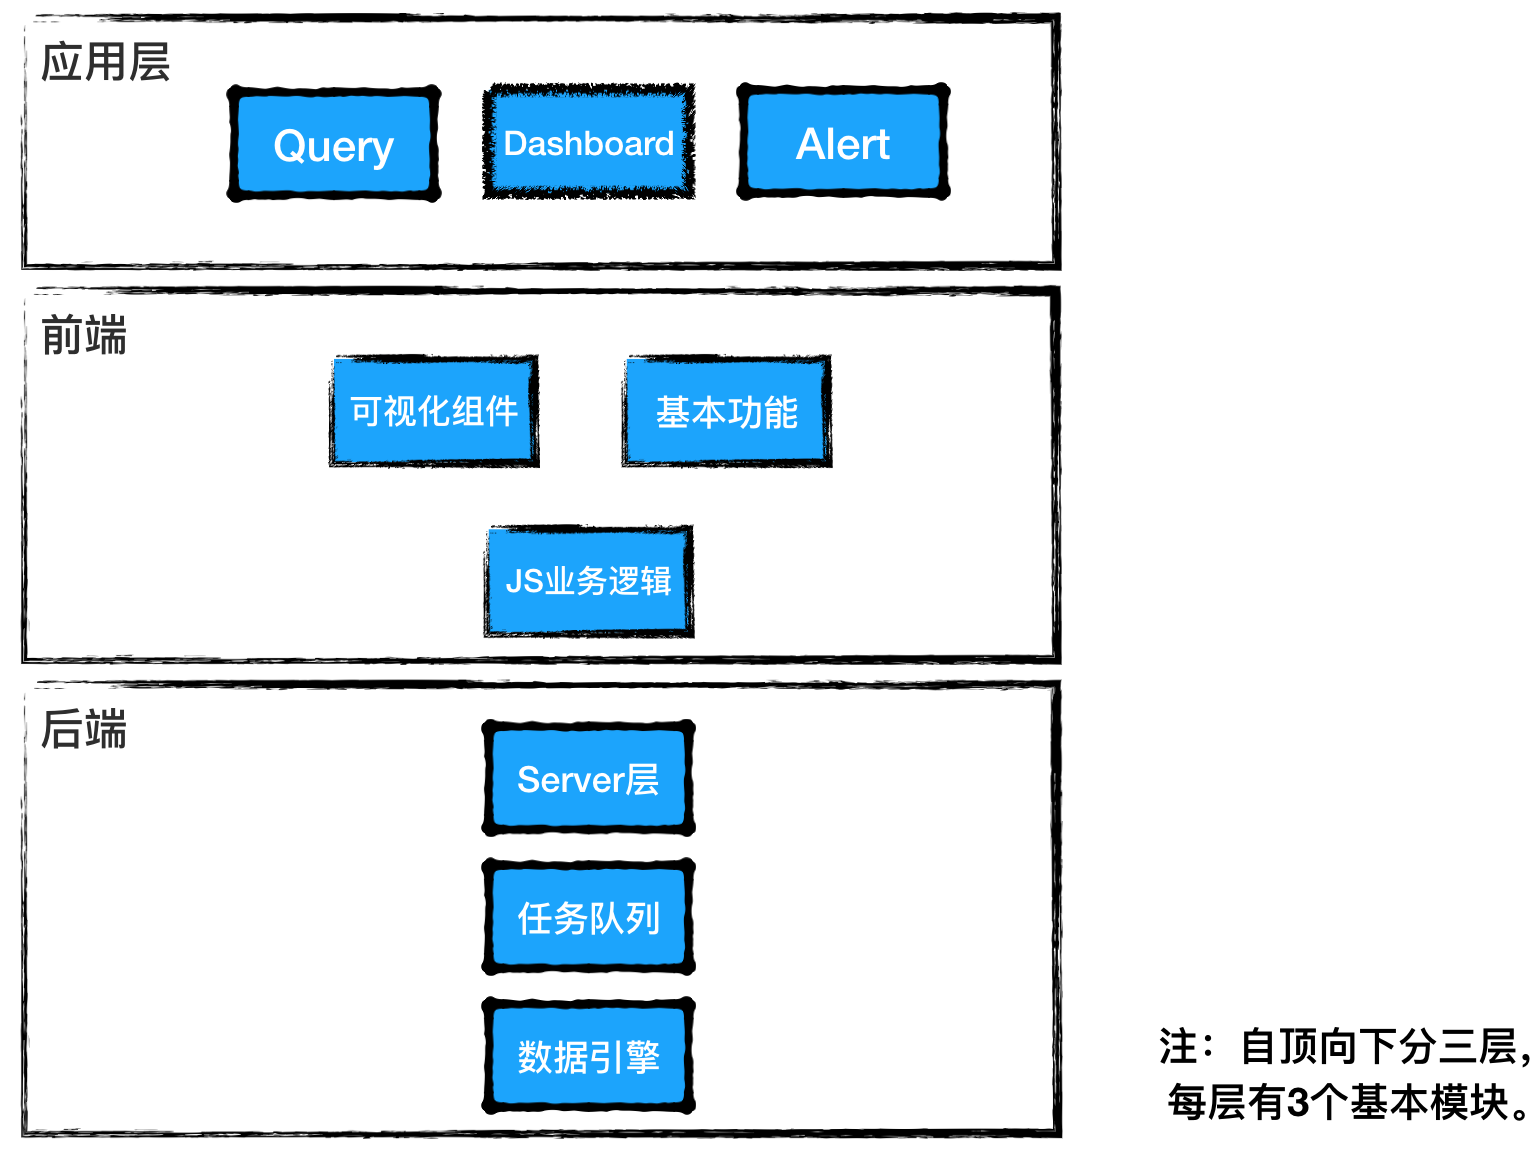 应用层
Query
Dashboard
Alert
前端
可视化组件
基本功能
JS业务逻辑
后端
Server层
任务队列
数据引擎
注：自顶向下分三层，
每层有3个基本模块。